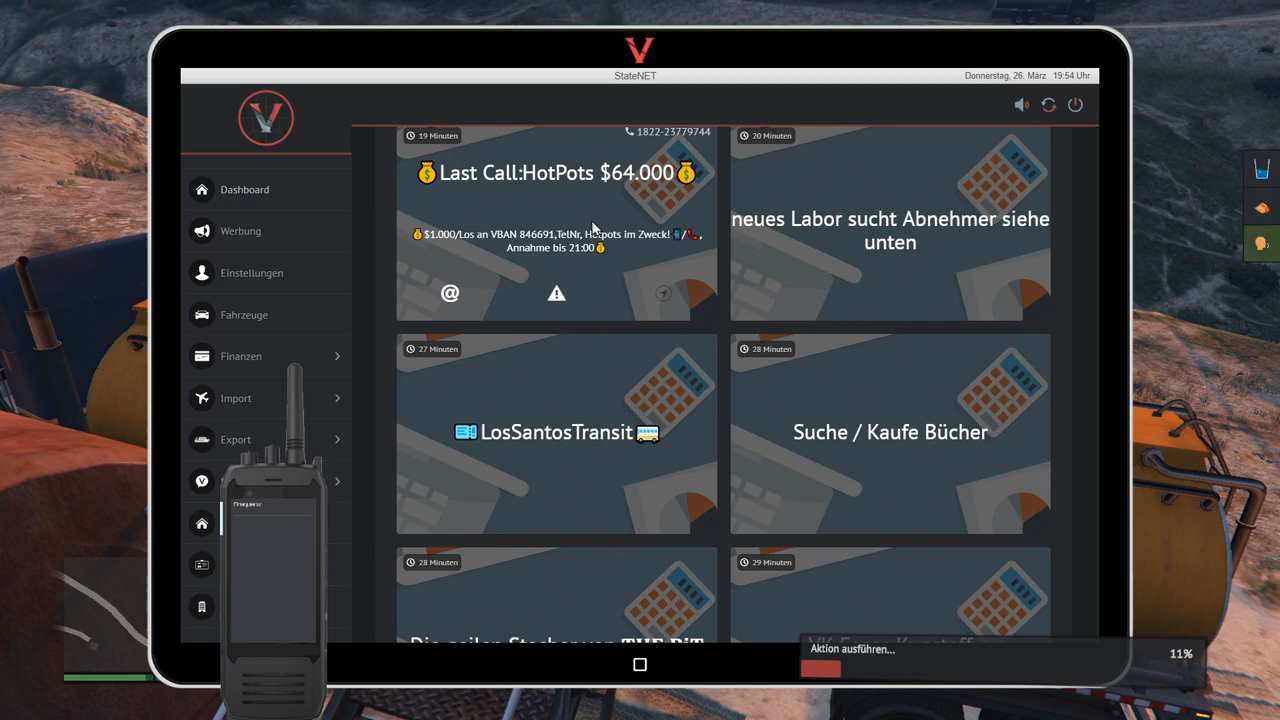 StateNET
Donnerstag, 26. März 19:54 Uhr
Dashboard
Werbung
Einstellungen
Fahrzeuge
Finanzen
Import
Export
19 Minuten
1822-23779744
💰Last Call:HotPots $64.000💰
💰$1.000/Los an VBAN 846691,TelNr, Hotpots im Zweck!📱/📞,
Annahme bis 21:00💰
20 Minuten
neues Labor sucht Abnehmer siehe
unten
27 Minuten
🎫LosSantosTransit🚌
28 Minuten
Suche / Kaufe Bücher
28 Minuten
29 Minuten
Aktion ausführen...
11%